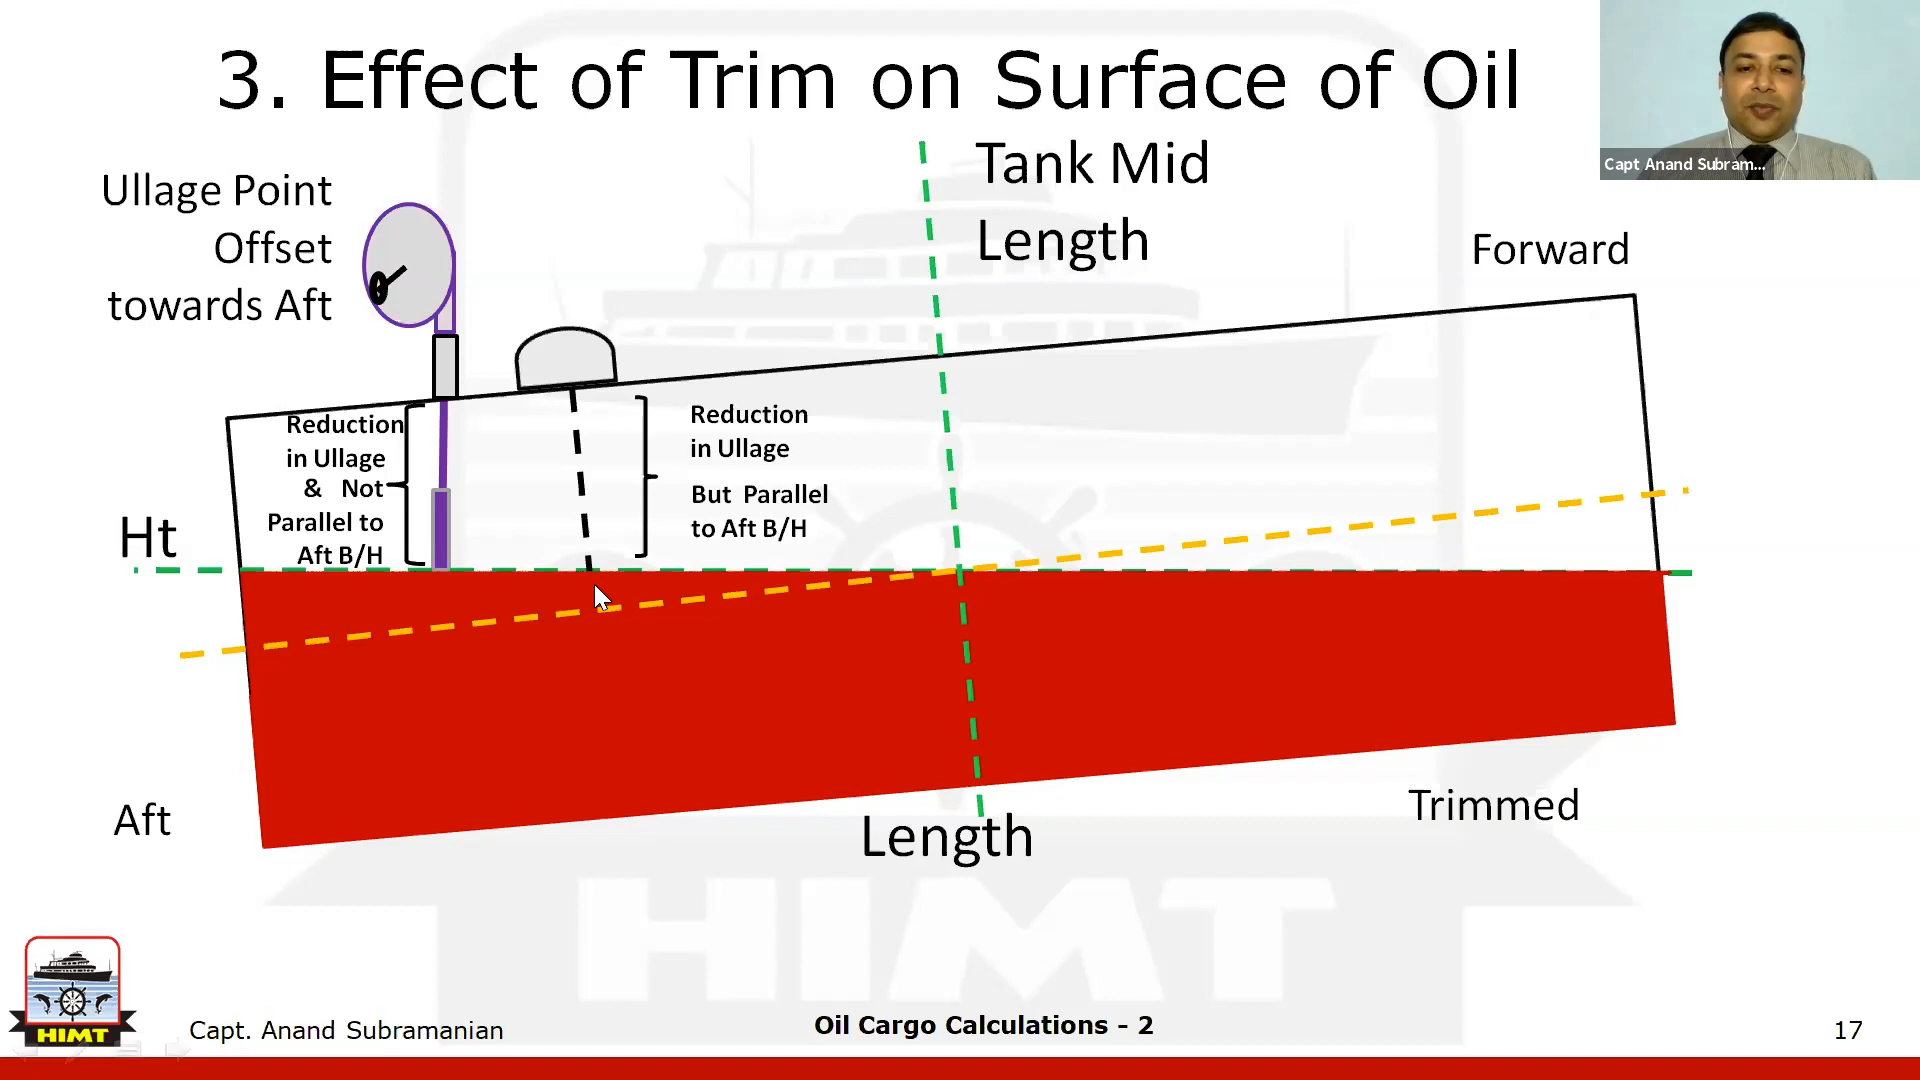 3. Effect of Trim on Surface of Oil
Capt Anand Subram...
Tank Mid
Length
Ullage Point
Offset
towards Aft
Forward
Reduction
in Ullage
& Not
Parallel to
Aft B/H
Reduction
in Ullage
But Parallel
to Aft B/H
Ht
Aft
Length
Trimmed
HIMT
HIMT
Capt. Anand Subramanian
Oil Cargo Calculations - 2
17